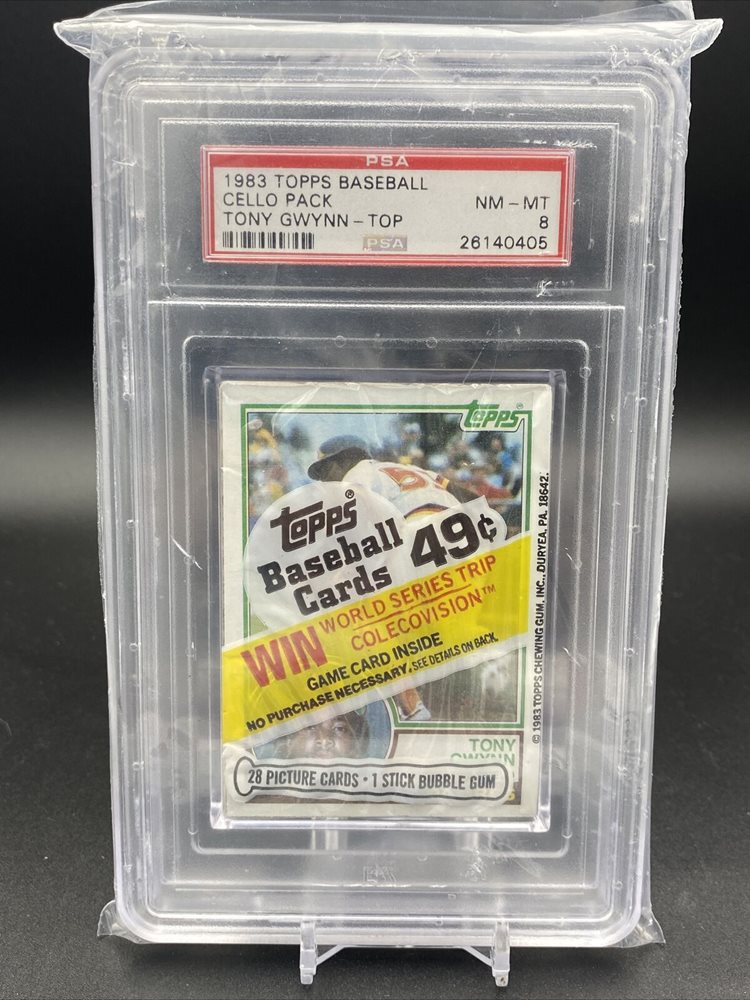 PSA
1983 TOPPS BASEBALL
CELLO PACK NM - MT
TONY GWYNN - TOP 8
PSA 26140405
TOPPS®
TOPPS®
Baseball
Cards 49¢
WIN WORLD SERIES TRIP
COLECOVISION™
GAME CARD INSIDE
NO PURCHASE NECESSARY. SEE DETAILS ON BACK.
TONY
GWYNN
28 PICTURE CARDS • 1 STICK BUBBLE GUM
© 1983 TOPPS CHEWING GUM, INC., DURYEA, PA. 18642.